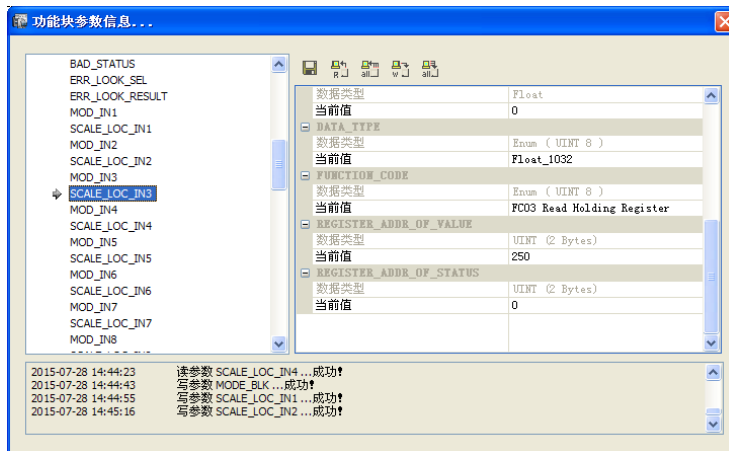 功能块参数信息...
BAD_STATUS
ERR_LOOK_SEL
ERR_LOOK_RESULT
MOD_IN1
SCALE_LOC_IN1
MOD_IN2
SCALE_LOC_IN2
MOD_IN3
SCALE_LOC_IN3
MOD_IN4
SCALE_LOC_IN4
MOD_IN5
SCALE_LOC_IN5
MOD_IN6
SCALE_LOC_IN6
MOD_IN7
SCALE_LOC_IN7
MOD_IN8
R all W all
数据类型 Float
当前值 0
DATA_TYPE
数据类型 Enum ( UINT 8 )
当前值 Float_1032
FUNCTION_CODE
数据类型 Enum ( UINT 8 )
当前值 FC03 Read Holding Register
REGISTER_ADDR_OF_VALUE
数据类型 UINT (2 Bytes)
当前值 250
REGISTER_ADDR_OF_STATUS
数据类型 UINT (2 Bytes)
当前值 0
2015-07-28 14:44:23 读参数 SCALE_LOC_IN4 ...成功!
2015-07-28 14:44:43 写参数 MODE_BLK ...成功!
2015-07-28 14:44:55 写参数 SCALE_LOC_IN1 ...成功!
2015-07-28 14:45:16 写参数 SCALE_LOC_IN2 ...成功!